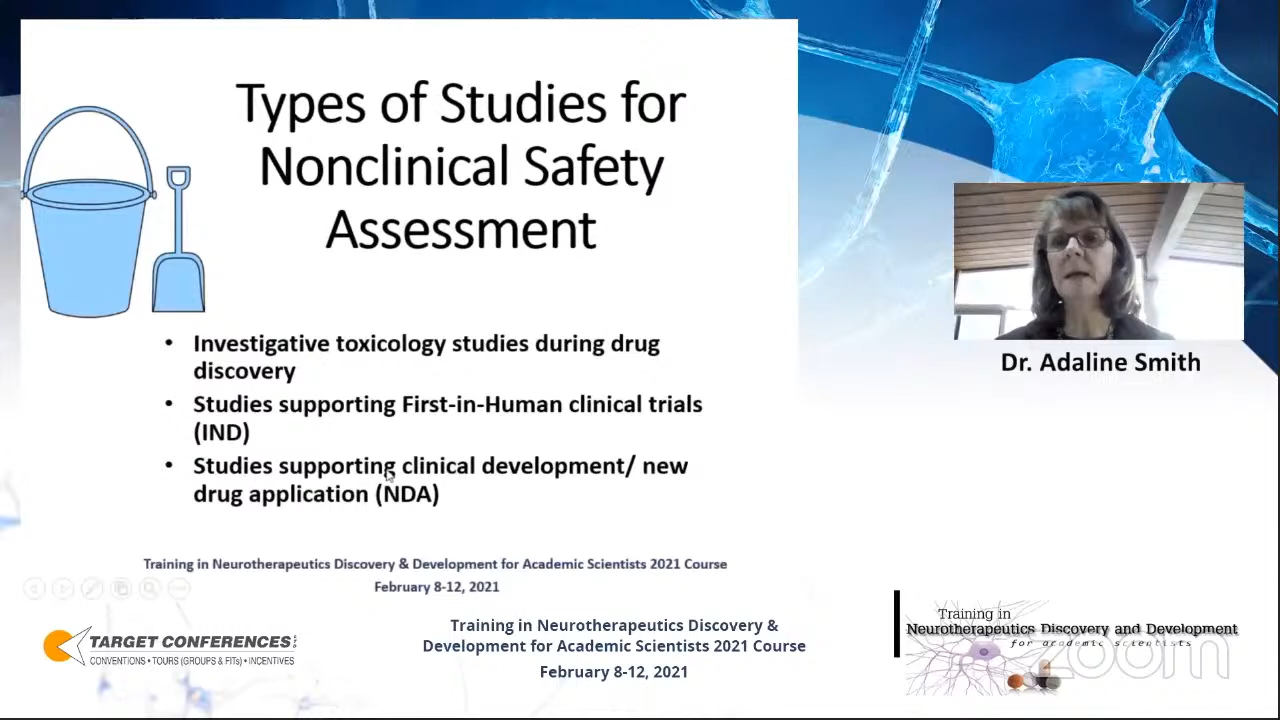 Types of Studies for
Nonclinical Safety
Assessment
• Investigative toxicology studies during drug
discovery
• Studies supporting First-in-Human clinical trials
(IND)
• Studies supporting clinical development/ new
drug application (NDA)
Training in Neurotherapeutics Discovery & Development for Academic Scientists 2021 Course
February 8-12, 2021
Dr. Adaline Smith
TARGET CONFERENCES
CONVENTIONS • TOURS (GROUPS & FITs) • INCENTIVES
Training in Neurotherapeutics Discovery &
Development for Academic Scientists 2021 Course
February 8-12, 2021
Training in
Neurotherapeutics Discovery and Development
for academic scientists
zoom